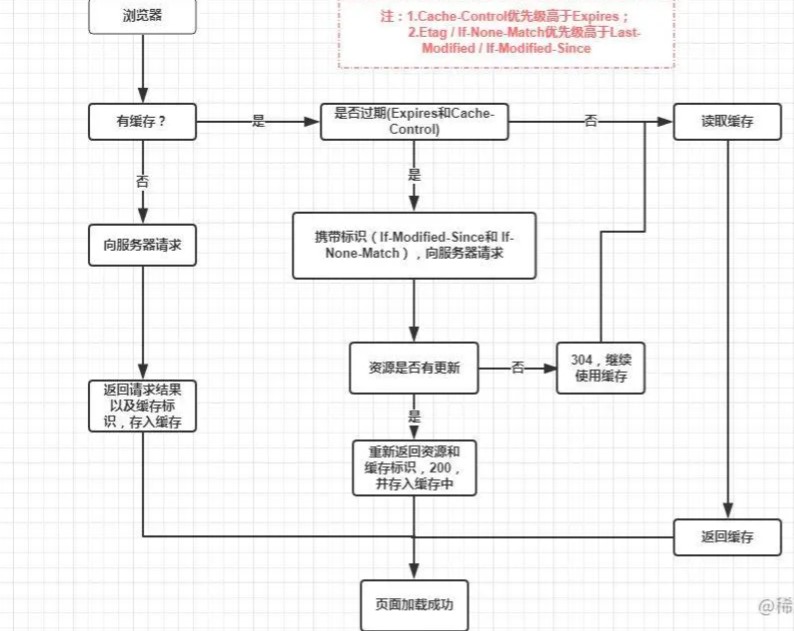 浏览器
注：1.Cache-Control优先级高于Expires；
2.Etag / If-None-Match优先级高于Last-
Modified / If-Modified-Since
有缓存？
是
是否过期(Expires和Cache-
Control)
否
读取缓存
否
是
向服务器请求
携带标识（If-Modified-Since和 If-
None-Match），向服务器请求
资源是否有更新
否
304，继续
使用缓存
返回请求结果
以及缓存标
识，存入缓存
是
重新返回资源和
缓存标识，200，
并存入缓存中
返回缓存
页面加载成功
@稀